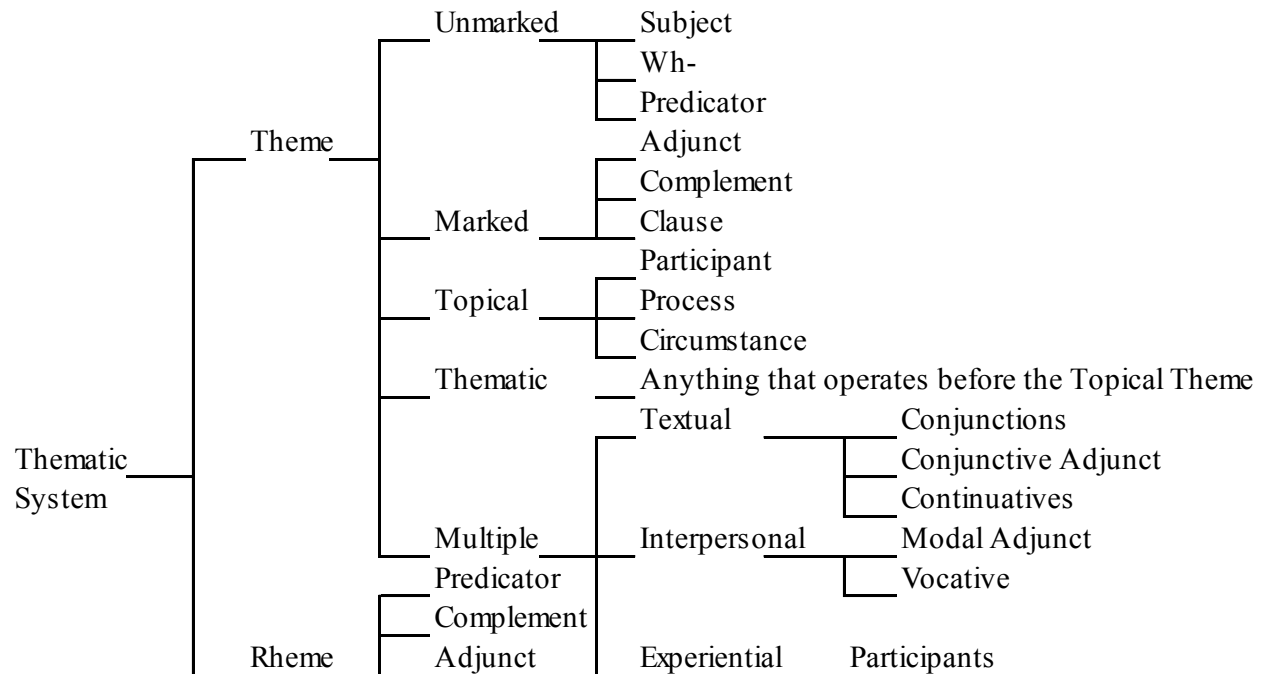 Unmarked Subject
Wh-
Predicator
Theme Adjunct
Complement
Marked Clause
Participant
Topical Process
Circumstance
Thematic Anything that operates before the Topical Theme
Textual Conjunctions
Thematic Conjunctive Adjunct
System Continuatives
Multiple Interpersonal Modal Adjunct
Predicator Vocative
Complement
Rheme Adjunct Experiential Participants